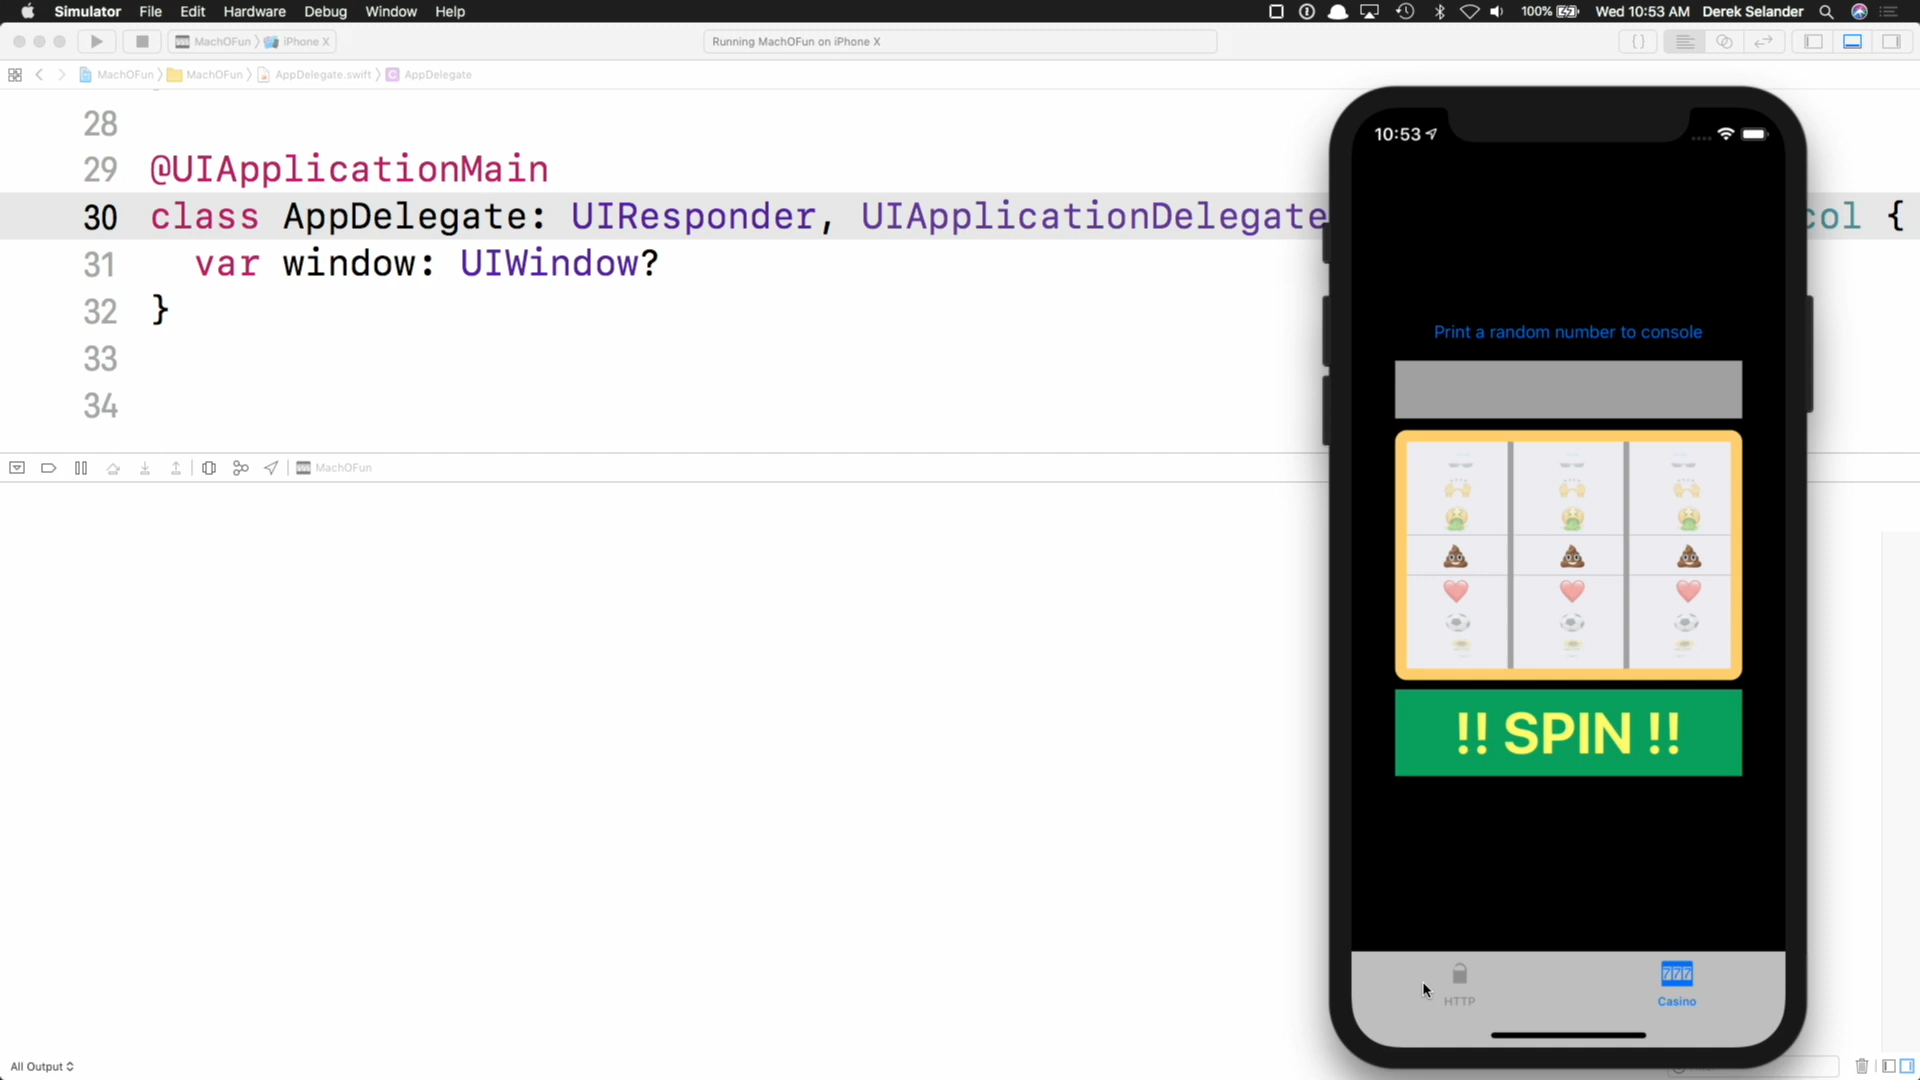 Simulator File Edit Hardware Debug Window Help 100% Wed 10:53 AM Derek Selander
MachOFun iPhone X Running MachOFun on iPhone X
MachOFun MachOFun AppDelegate.swift C AppDelegate
28
29 @UIApplicationMain
30 class AppDelegate: UIResponder, UIApplicationDelegate col {
31 var window: UIWindow?
32 }
33
34
MachOFun
10:53
Print a random number to console
!! SPIN !!
777
HTTP Casino
All Output